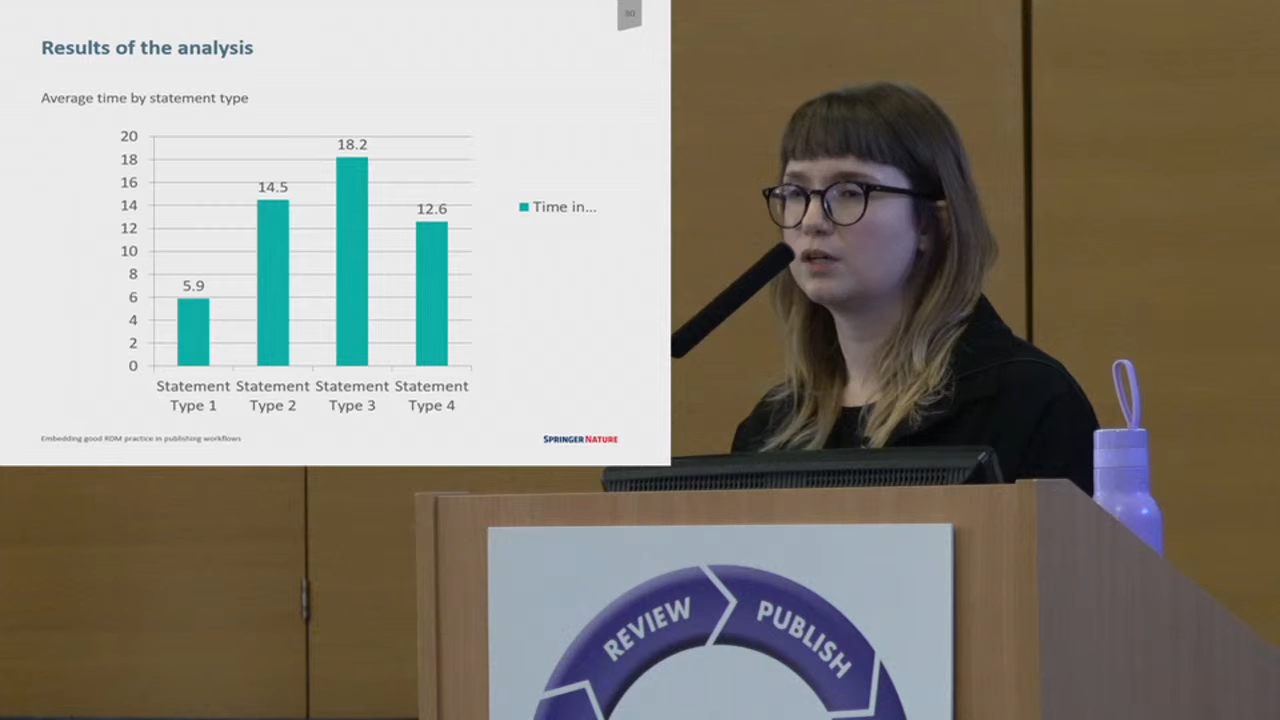 30
Results of the analysis
Average time by statement type
20
18
16
14
12
10
8
6
4
2
0
5.9
14.5
18.2
12.6
Time in...
Statement Type 1
Statement Type 2
Statement Type 3
Statement Type 4
Embedding good RDM practice in publishing workflows
SPRINGER NATURE
REVIEW
PUBLISH